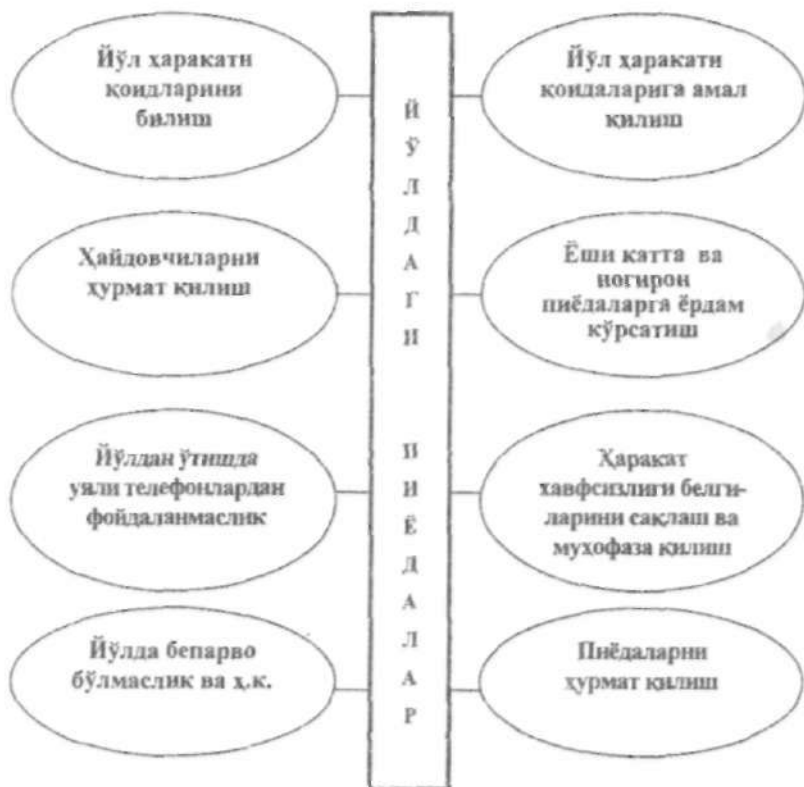 Йўл ҳаракати
қоидларини
билиш
Йўл ҳаракати
қоидаларига амал
қилиш
Ҳайдовчиларни
ҳурмат қилиш
Ёши катта ва
ногирон
пиёдаларга ёрдам
кўрсатиш
Йўлдан ўтишда
уяли телефонлардан
фойдаланмаслик
Ҳаракат
хавфсизлиги белги-
ларини сақлаш ва
муҳофаза қилиш
Йўлда бепарво
бўлмаслик ва ҳ.к.
Пиёдаларни
ҳурмат қилиш
Й
Ў
Л
Д
А
Г
И
П
И
Ё
Д
А
Л
А
Р